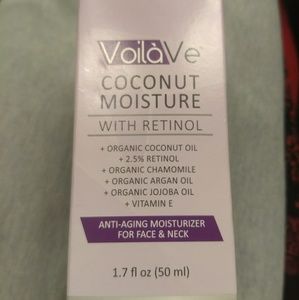 VoilàVe™
COCONUT
MOISTURE
WITH RETINOL
+ ORGANIC COCONUT OIL
+ 2.5% RETINOL
+ ORGANIC CHAMOMILE
+ ORGANIC ARGAN OIL
+ ORGANIC JOJOBA OIL
+ VITAMIN E
ANTI-AGING MOISTURIZER
FOR FACE & NECK
1.7 fl oz (50 ml)